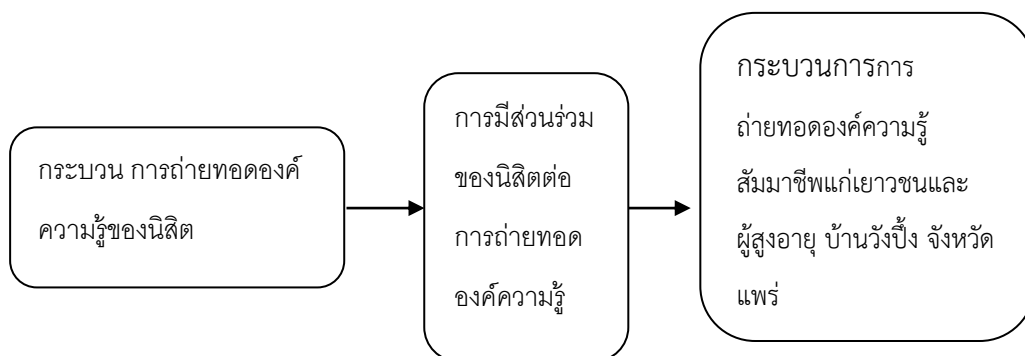 กระบวน การถ่ายทอดองค์
ความรู้ของนิสิต
การมีส่วนร่วม
ของนิสิตต่อ
การถ่ายทอด
องค์ความรู้
กระบวนการการ
ถ่ายทอดองค์ความรู้
สัมมาชีพแก่เยาวชนและ
ผู้สูงอายุ บ้านวังปึ้ง จังหวัด
แพร่